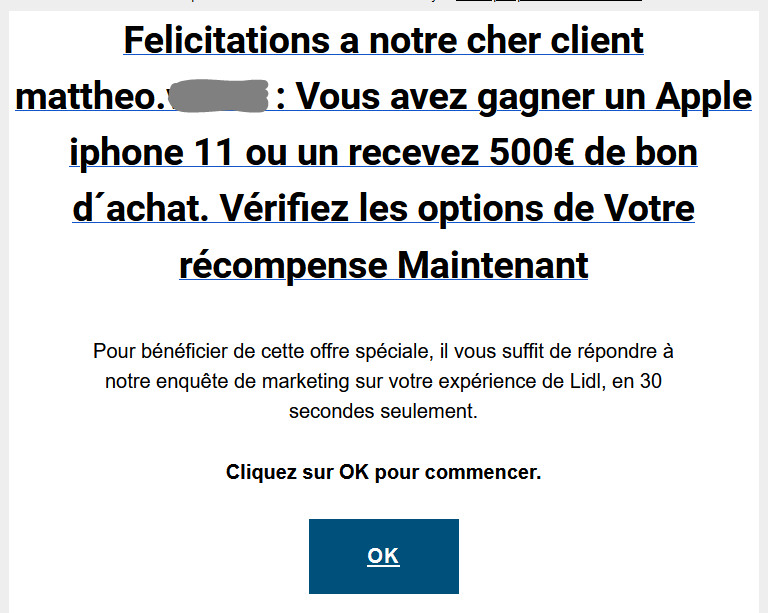 Felicitations a notre cher client
mattheo. : Vous avez gagner un Apple
iphone 11 ou un recevez 500€ de bon
d´achat. Vérifiez les options de Votre
récompense Maintenant
Pour bénéficier de cette offre spéciale, il vous suffit de répondre à
notre enquête de marketing sur votre expérience de Lidl, en 30
secondes seulement.
Cliquez sur OK pour commencer.
OK